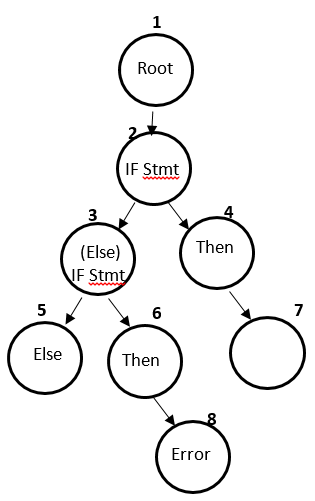 1
Root
2
IF Stmt
3
(Else)
IF Stmt
4
Then
5
Else
6
Then
7
8
Error